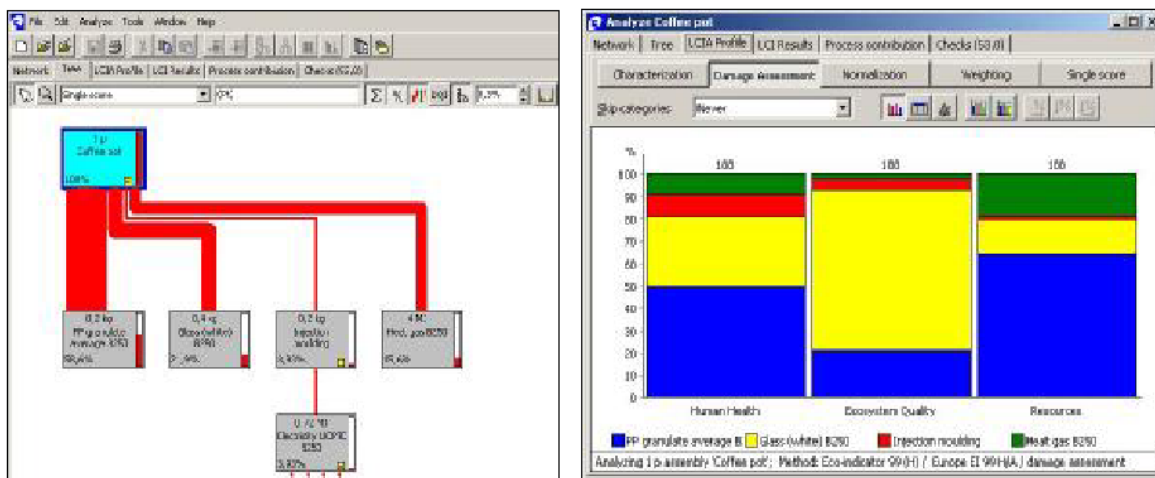 File Edit Analyze Tools Window Help
Network Tree LCIA Profile LCI Results Process contribution Checks
Single score
1 p
Coffee pot
100%
0,2 kg
PP granulate
Average B250
0,4 kg
Glass (white)
B250
0,2 kg
Injection
moulding
4 MJ
Heat gas B250
Electricity UCPTE
B250
Analyze Coffee pot
Network Tree LCIA Profile LCI Results Process contribution Checks (53,0)
Characterization Damage Assessment Normalization Weighting Single score
Skip categories Never
%
100 100 100
100
90
80
70
60
50
40
30
20
10
0
Human Health Ecosystem Quality Resources
PP granulate average B Glass (white) B250 Injection moulding Heat gas B250
Analyzing 1 p assembly 'Coffee pot'; Method: Eco-indicator 99 (H) / Europe EI 99 H/A / damage assessment